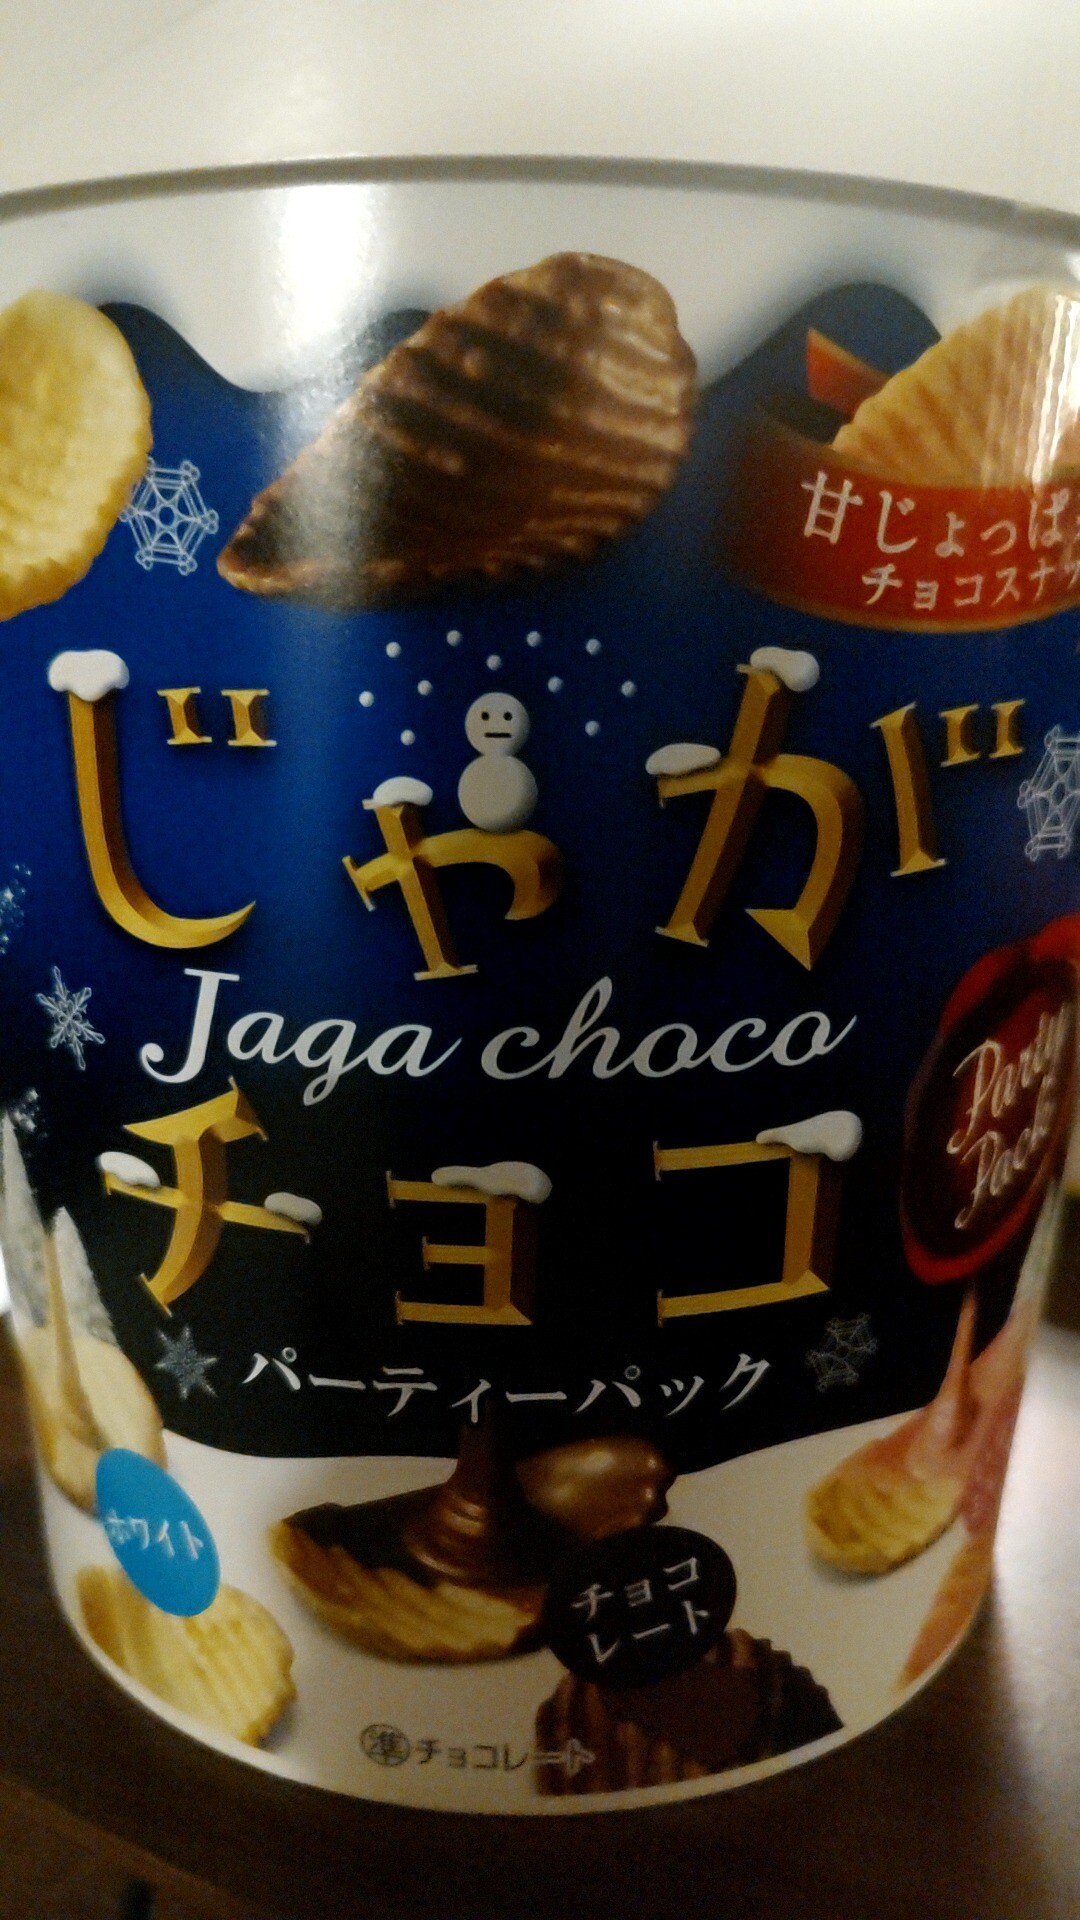 甘じょっぱ
チョコスナッ
じゃが
Jaga choco
チョコ
Party
Pack
パーティーパック
ホワイト
チョコ
レート
準チョコレート